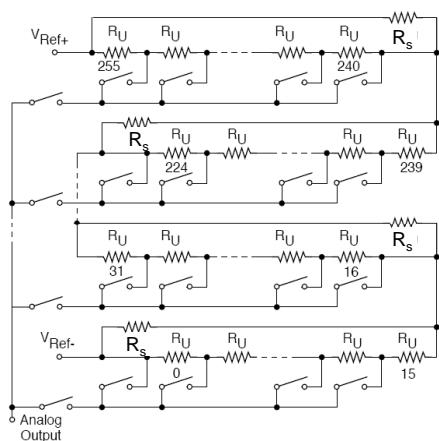 R_U R_U R_U R_U R_s
V_Ref+
255 240
R_s R_U R_U R_U R_U
224 239
R_U R_U R_U R_U R_s
31 16
V_Ref- R_s R_U R_U R_U R_U
0 15
Analog
Output